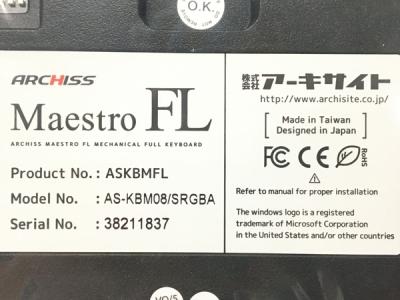 O.K.
ARCHISS
Maestro FL
ARCHISS MAESTRO FL MECHANICAL FULL KEYBOARD
Product No. : ASKBMFL
Model No. : AS-KBM08/SRGBA
Serial No. : 38211837
株式会社 アーキサイト
http://www.archisite.co.jp/
Made in Taiwan
Designed in Japan
FC CE
RoHS
Refer to manual for proper installation
The windows logo is a registered
trademark of Microsoft Corporation
in the United States and/or other countries